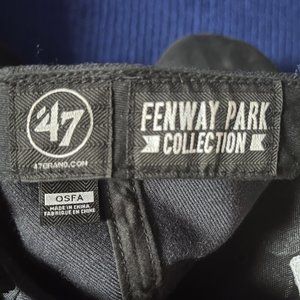 '47
47BRAND.COM
FENWAY PARK
COLLECTION
OSFA
MADE IN CHINA
FABRIQUÉ EN CHINE